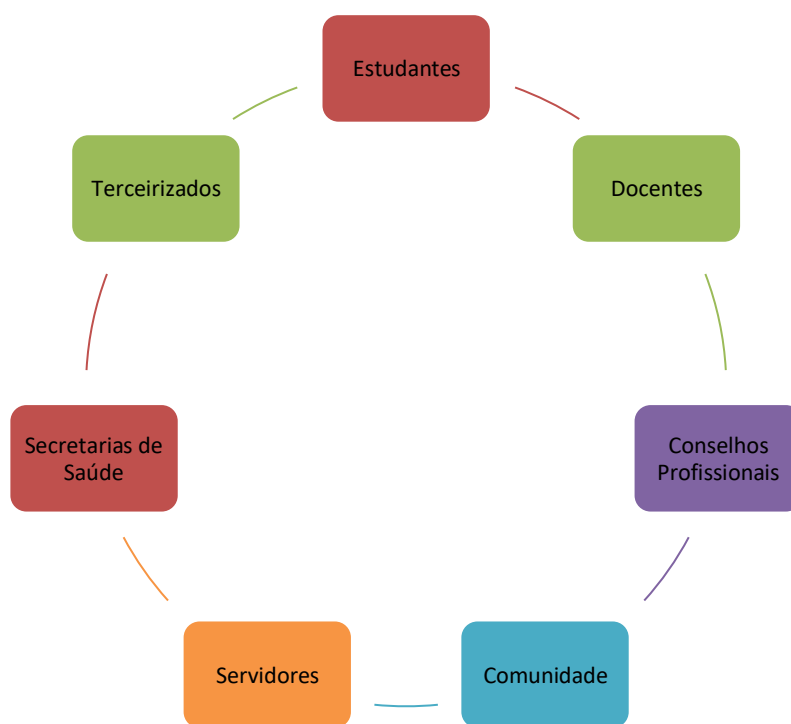 Estudantes
Terceirizados
Docentes
Secretarias de
Saúde
Conselhos
Profissionais
Servidores
Comunidade